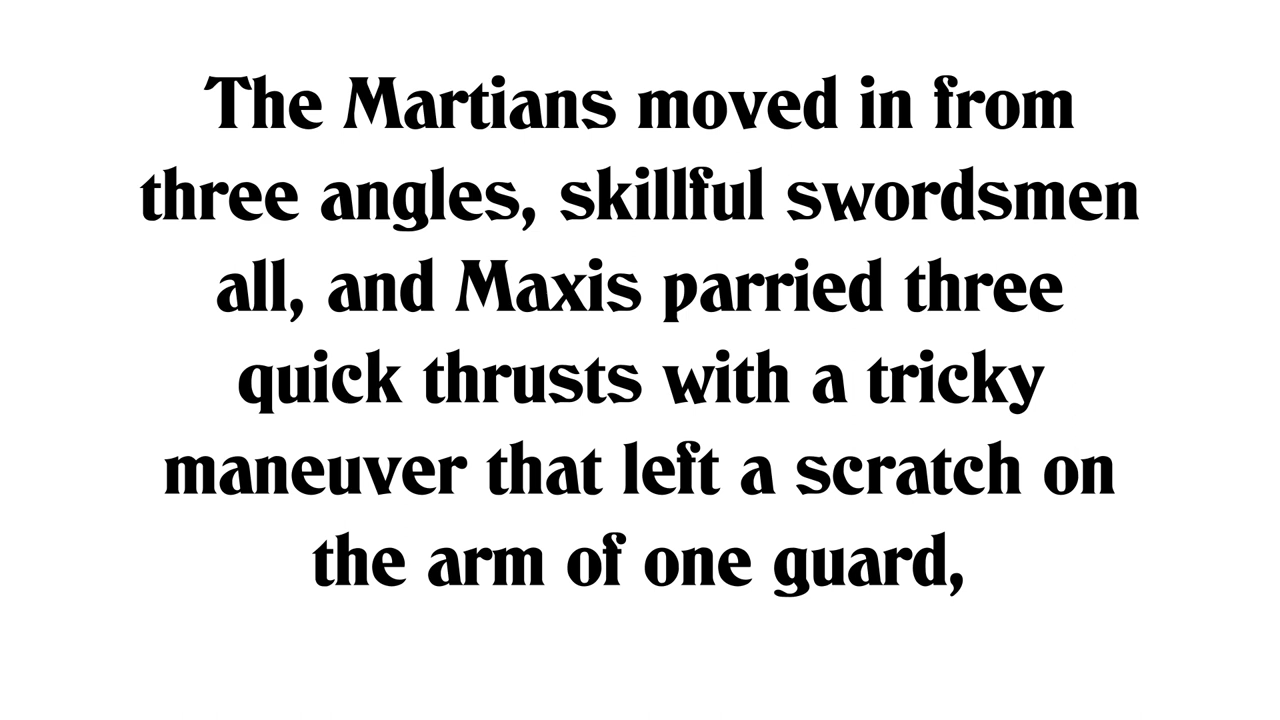 The Martians moved in from
three angles, skillful swordsmen
all, and Maxis parried three
quick thrusts with a tricky
maneuver that left a scratch on
the arm of one guard,